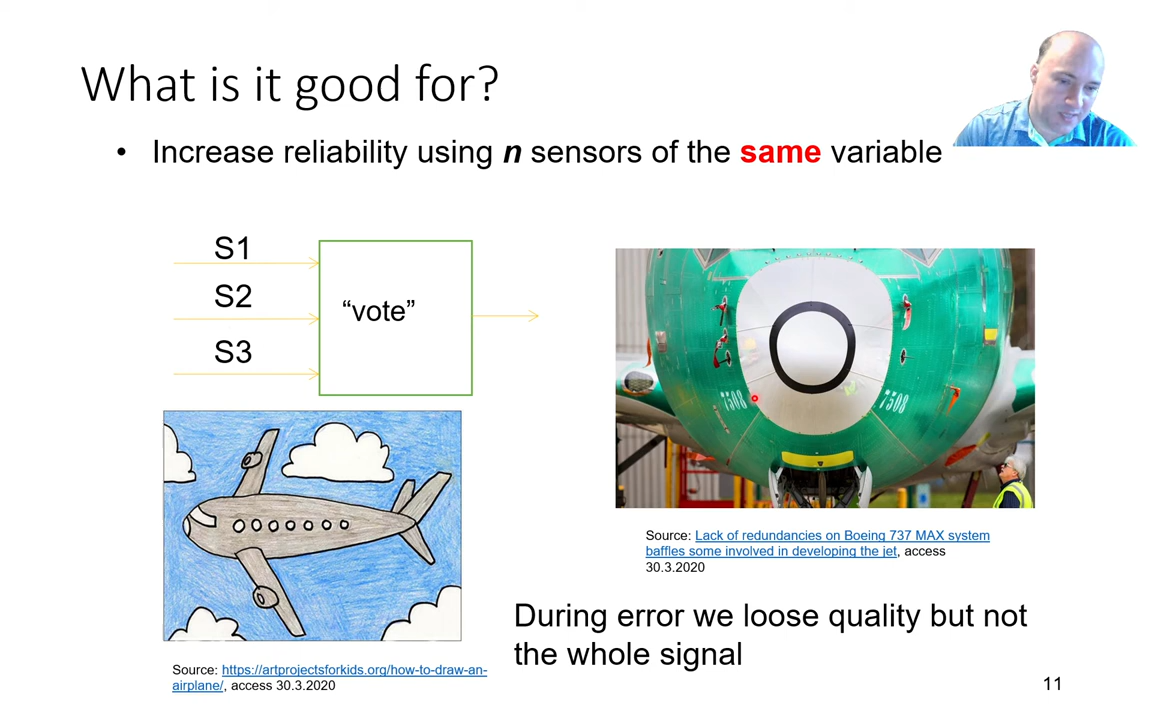 What is it good for?
• Increase reliability using n sensors of the same variable
S1
S2
S3
“vote”
7508
7508
Source: Lack of redundancies on Boeing 737 MAX system
baffles some involved in developing the jet, access
30.3.2020
During error we loose quality but not
the whole signal
Source: https://artprojectsforkids.org/how-to-draw-an-
airplane/, access 30.3.2020
11